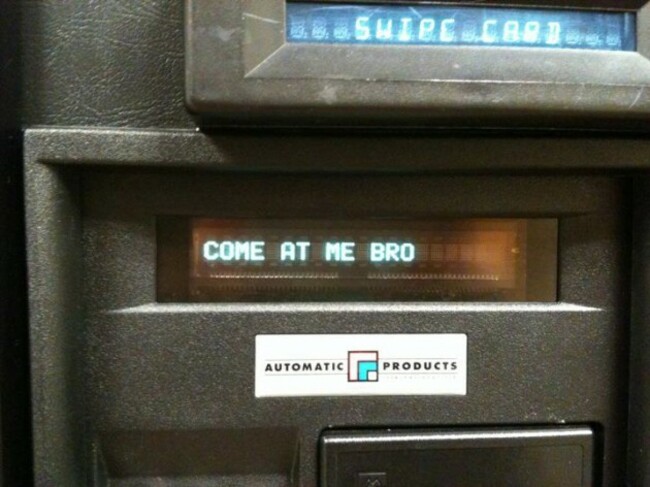 SWIPE CARD
COME AT ME BRO
AUTOMATIC PRODUCTS